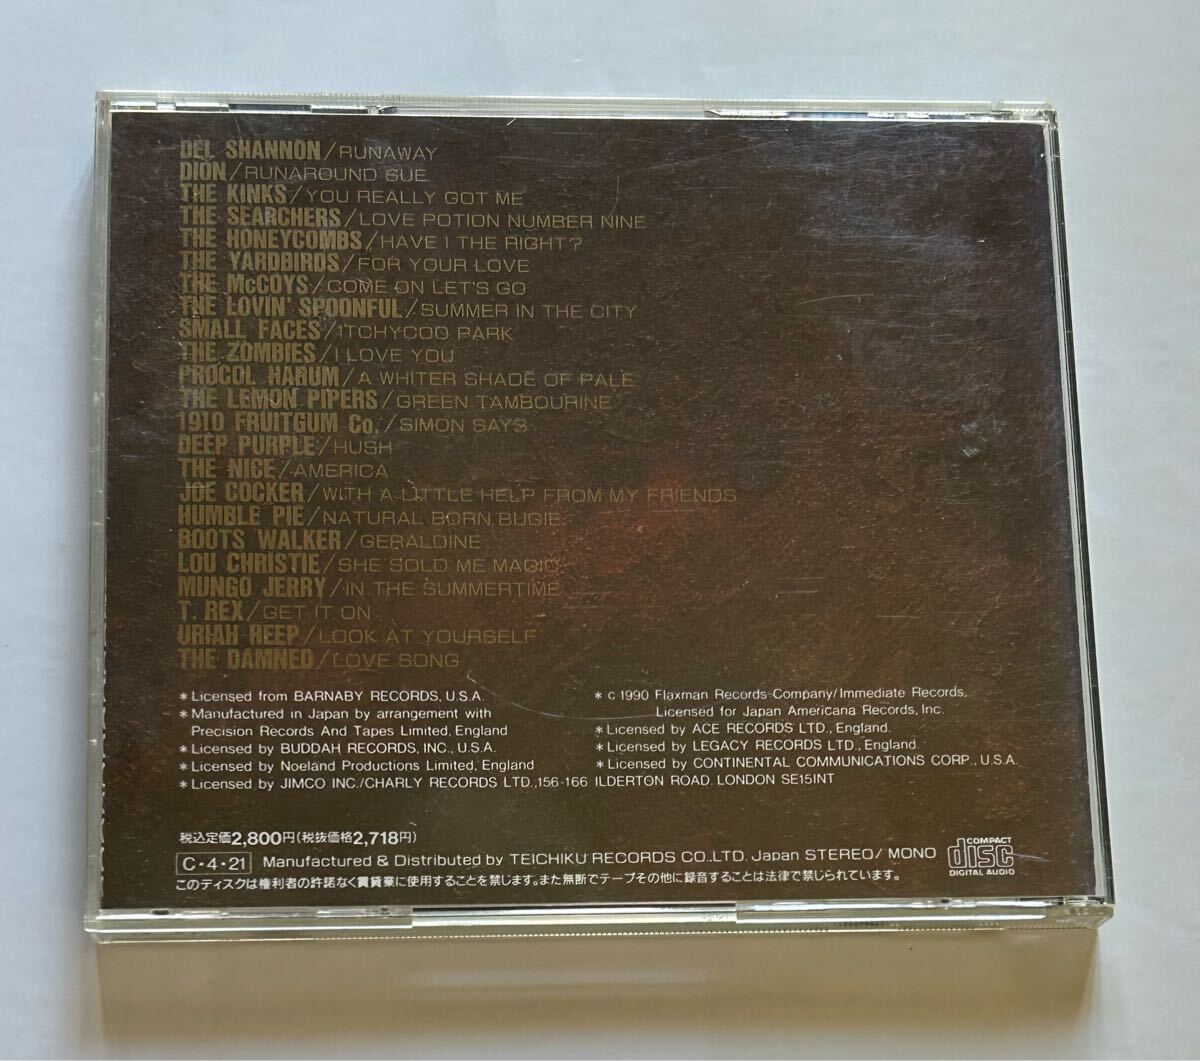 DEL SHANNON/RUNAWAY
DION/RUNAROUND SUE
THE KINKS/YOU REALLY GOT ME
THE SEARCHERS/LOVE POTION NUMBER NINE
THE HONEYCOMBS/HAVE I THE RIGHT?
THE YARDBIRDS/FOR YOUR LOVE
THE McCOYS/COME ON LET'S GO
THE LOVIN' SPOONFUL/SUMMER IN THE CITY
SMALL FACES/ITCHYCOO PARK
THE ZOMBIES/I LOVE YOU
PROCOL HARUM/A WHITER SHADE OF PALE
THE LEMON PIPERS/GREEN TAMBOURINE
1910 FRUITGUM Co./SIMON SAYS
DEEP PURPLE/HUSH
THE NICE/AMERICA
JOE COCKER/WITH A LITTLE HELP FROM MY FRIENDS
HUMBLE PIE/NATURAL BORN BUGIE
BOOTS WALKER/GERALDINE
LOU CHRISTIE/SHE SOLD ME MAGIC
MUNGO JERRY/IN THE SUMMERTIME
T. REX/GET IT ON
URIAH HEEP/LOOK AT YOURSELF
THE DAMNED/LOVE SONG
* Licensed from BARNABY RECORDS, U.S.A.
* Manufactured in Japan by arrangement with
Precision Records And Tapes Limited, England
* Licensed by BUDDAH RECORDS, INC., U.S.A.
* Licensed by Noeland Productions Limited, England
* Licensed by JIMCO INC./CHARLY RECORDS LTD.,156-166 ILDERTON ROAD. LONDON SE15INT
* c 1990 Flaxman Records Company/Immediate Records,
Licensed for Japan Americana Records, Inc.
* Licensed by ACE RECORDS LTD., England.
* Licensed by LEGACY RECORDS LTD., England.
* Licensed by CONTINENTAL COMMUNICATIONS CORP., U.S.A.
税込定価2,800円(税抜価格2,718円)
C・4・21 Manufactured & Distributed by TEICHIKU RECORDS CO.,LTD. Japan STEREO/MONO
COMPACT disc DIGITAL AUDIO
このディスクは権利者の許諾なく賃貸業に使用することを禁じます。また無断でテープその他に録音することは法律で禁じられています。